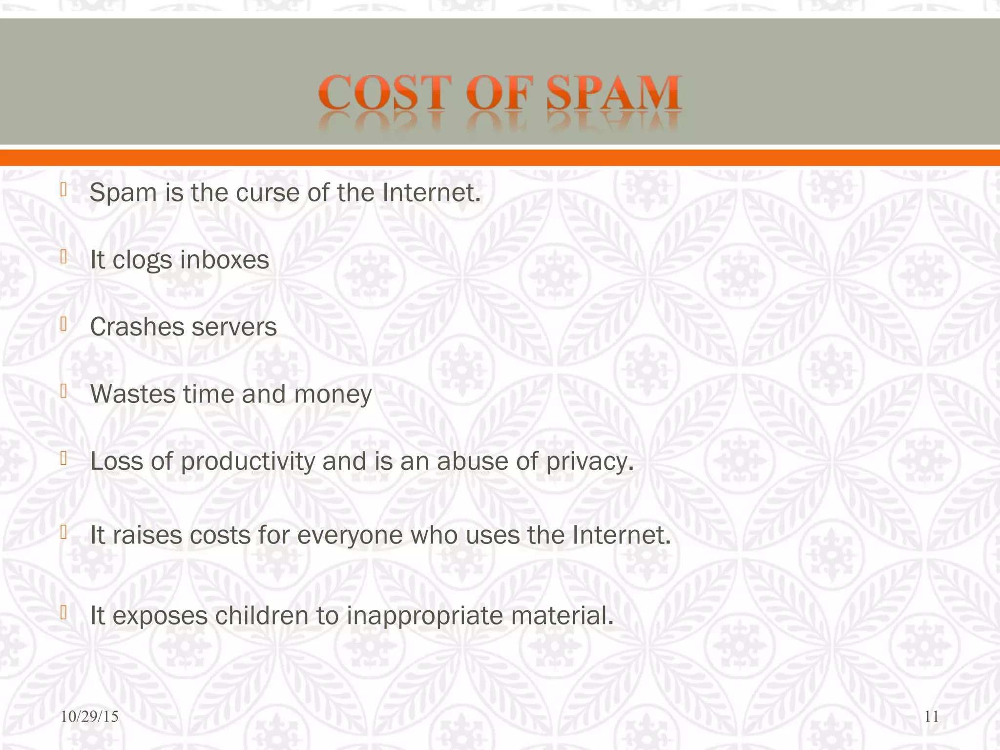 COST OF SPAM
Spam is the curse of the Internet.
It clogs inboxes
Crashes servers
Wastes time and money
Loss of productivity and is an abuse of privacy.
It raises costs for everyone who uses the Internet.
It exposes children to inappropriate material.
10/29/15
11